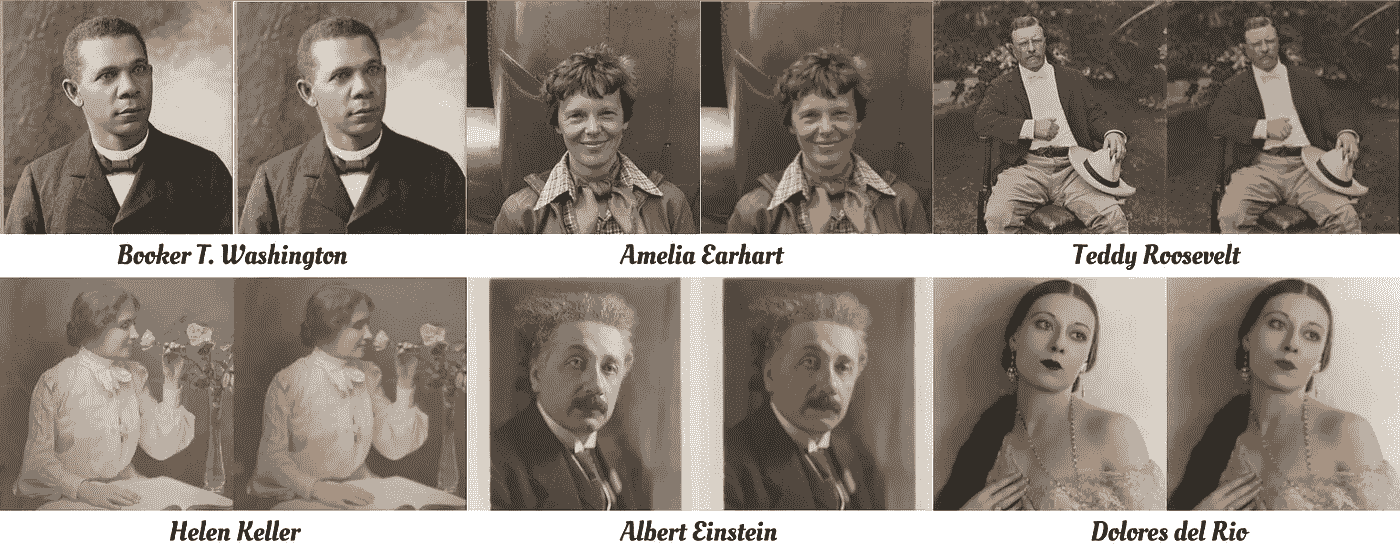 Booker T. Washington
Amelia Earhart
Teddy Roosevelt
Helen Keller
Albert Einstein
Dolores del Rio